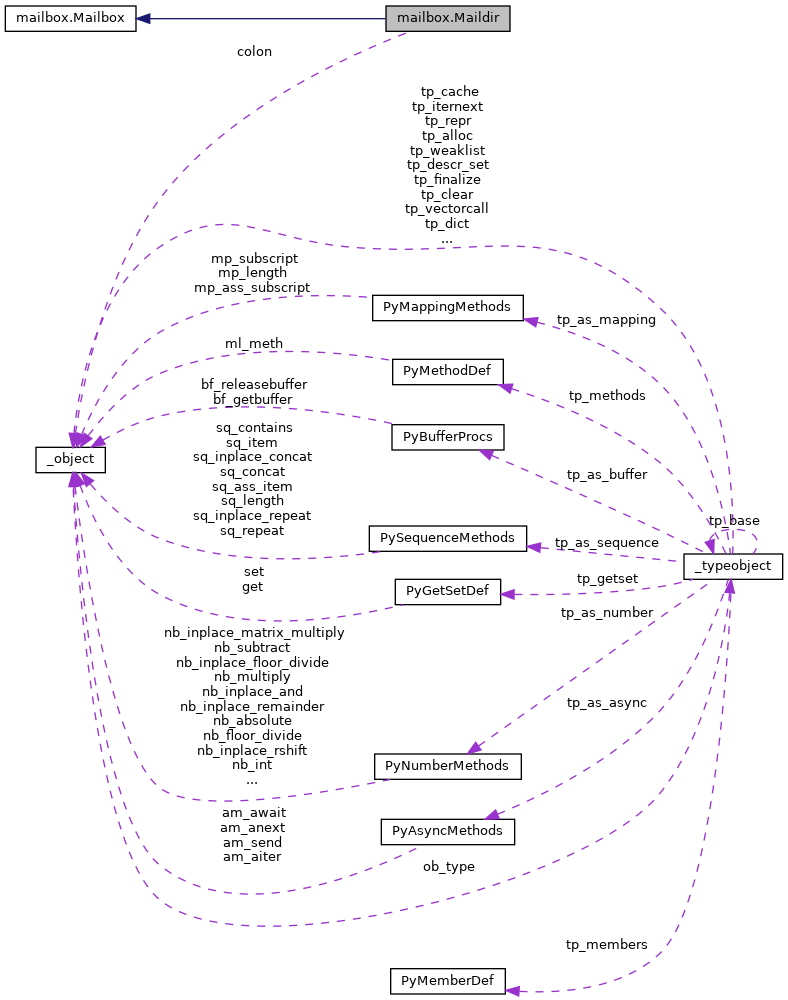 mailbox.Mailbox
mailbox.Maildir
colon
tp_cache
tp_iternext
tp_repr
tp_alloc
tp_weaklist
tp_descr_set
tp_finalize
tp_clear
tp_vectorcall
tp_dict
...
mp_subscript
mp_length
mp_ass_subscript
PyMappingMethods
tp_as_mapping
ml_meth
PyMethodDef
tp_methods
bf_releasebuffer
bf_getbuffer
PyBufferProcs
_object
sq_contains
sq_item
sq_inplace_concat
sq_concat
sq_ass_item
sq_length
sq_inplace_repeat
sq_repeat
tp_as_buffer
tp_base
PySequenceMethods
tp_as_sequence
_typeobject
set
get
PyGetSetDef
tp_getset
tp_as_number
nb_inplace_matrix_multiply
nb_subtract
nb_inplace_floor_divide
nb_multiply
nb_inplace_and
nb_inplace_remainder
nb_absolute
nb_floor_divide
nb_inplace_rshift
nb_int
...
tp_as_async
PyNumberMethods
am_await
am_anext
am_send
am_aiter
PyAsyncMethods
ob_type
tp_members
PyMemberDef